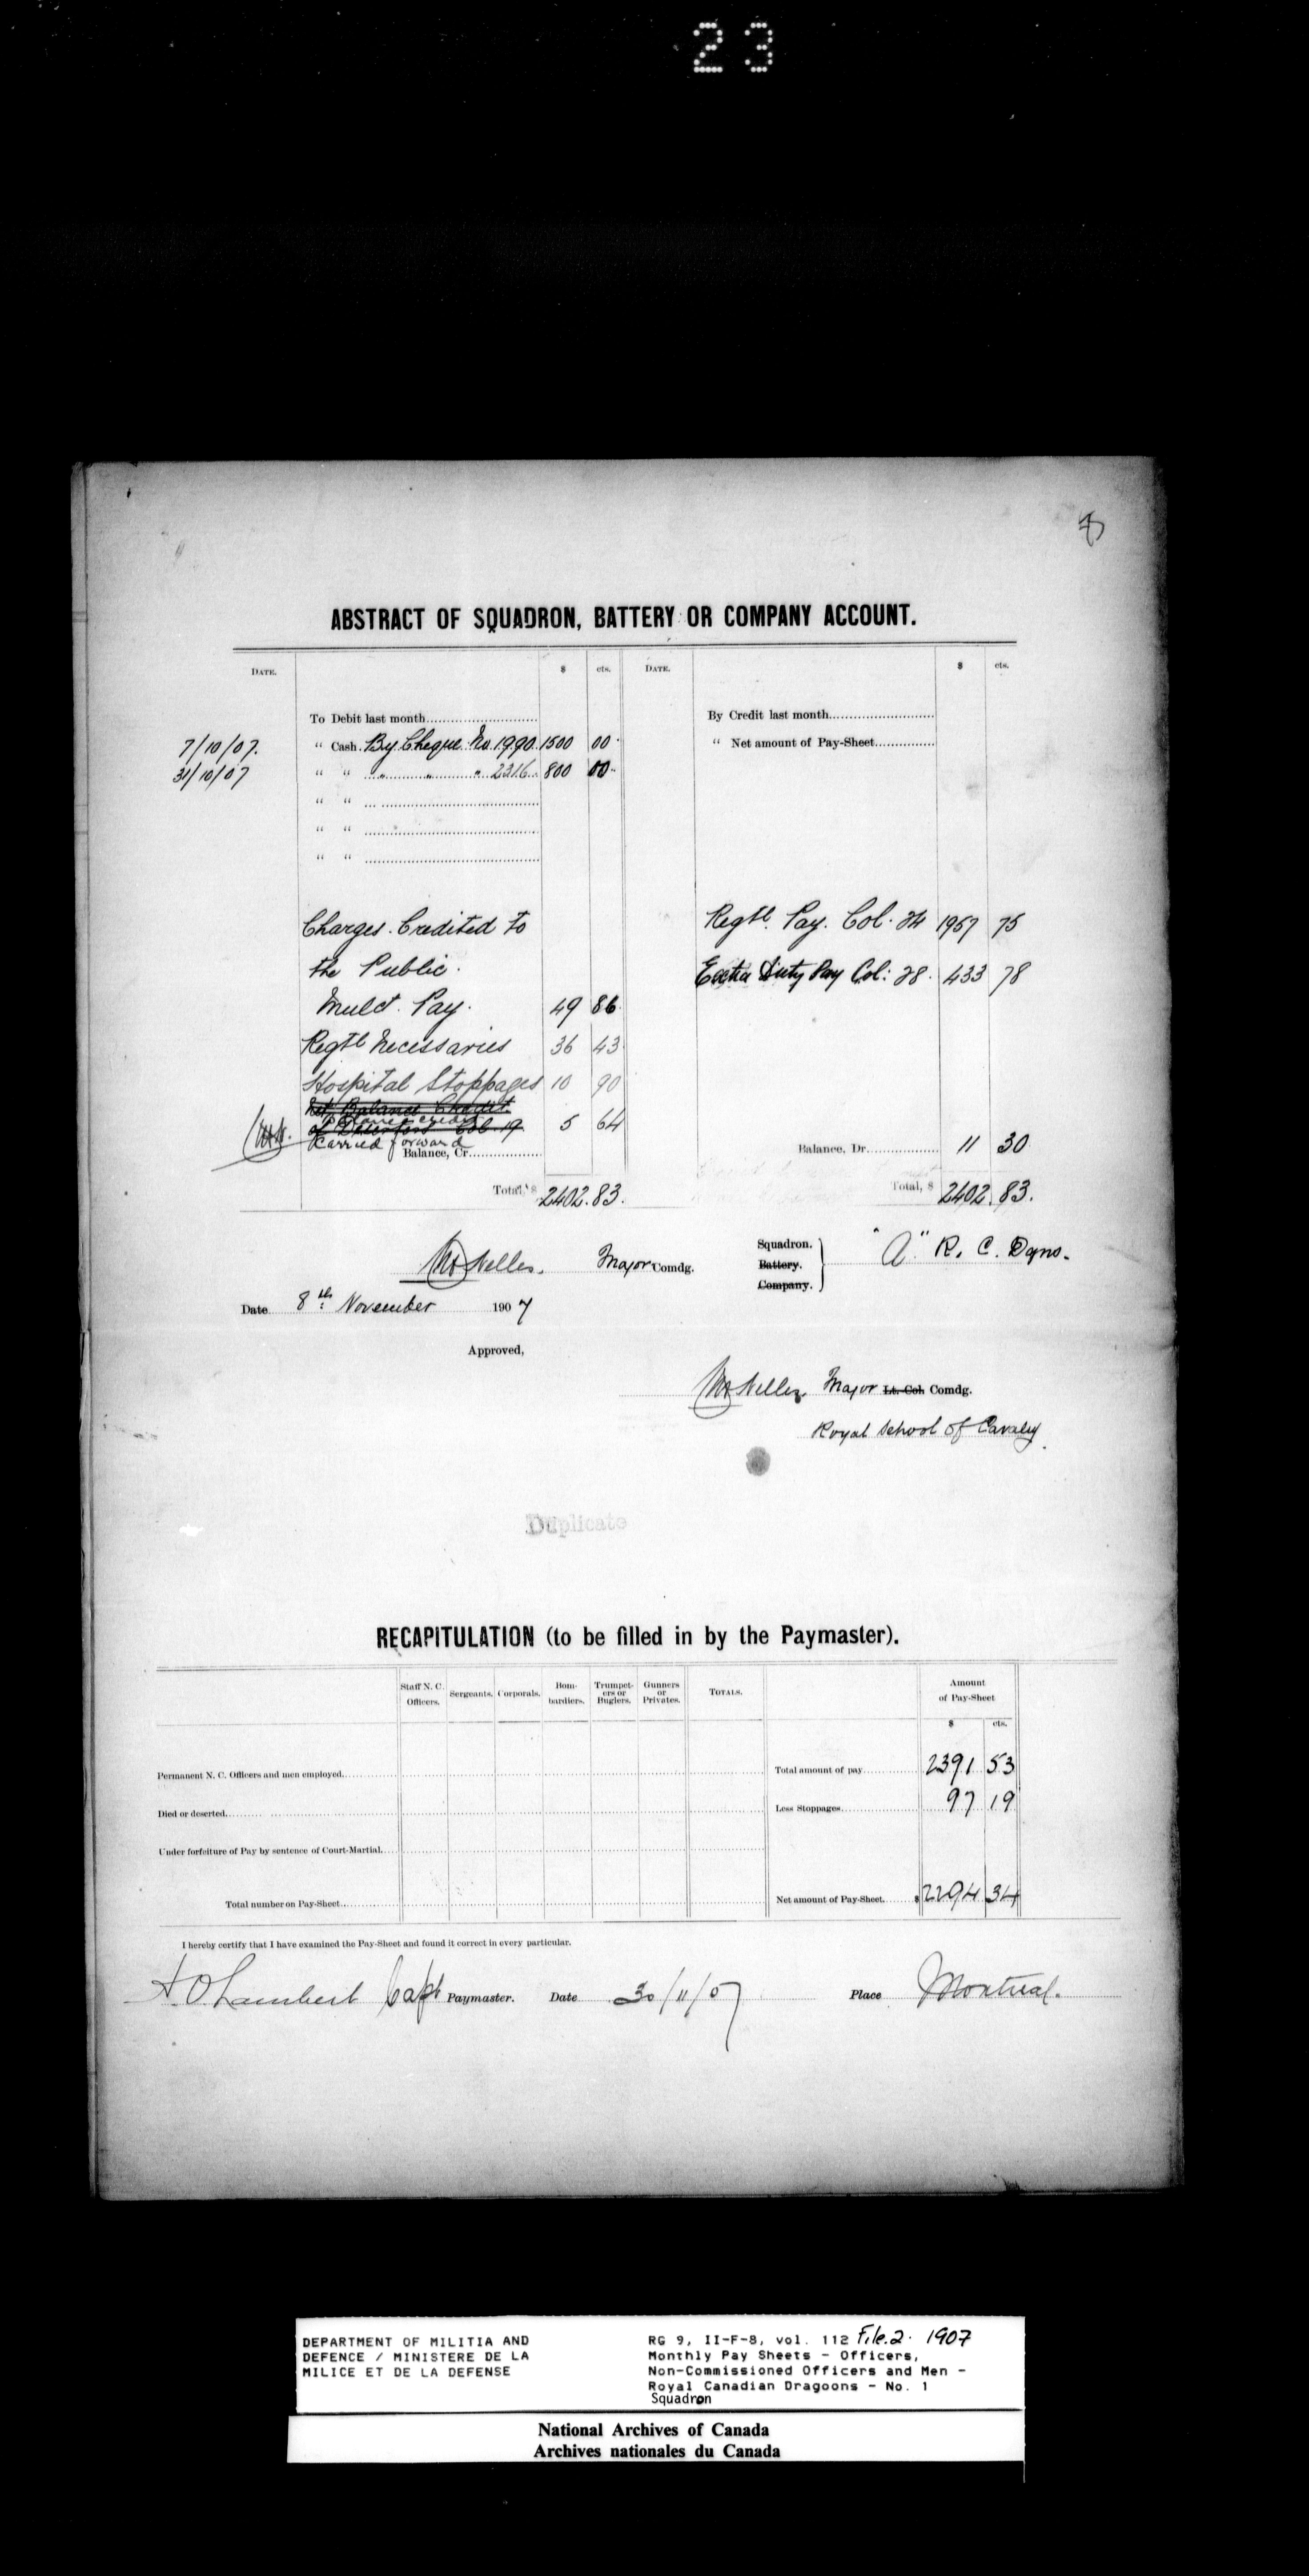 23
ABSTRACT OF SQUADRON, BATTERY OR COMPANY ACCOUNT.
DATE. $ cts. DATE. $ cts.
To Debit last month By Credit last month
7/10/07. " Cash. By Cheque No 1990. 1500 00 " Net amount of Pay-Sheet
31/10/07 " " " " " 2316. 800 00
" "
" "
" "
Charges Credited to Regtl. Pay. Col. 24 1957 75
the Public. Extra Duty Pay Col: 28. 433 78
Mulct. Pay. 49 86
Regtl Necessaries 36 43
Hospital Stoppages 10 90
Net Balance Credit
Balance credit
of Deserters Col 19 5 64
Carried forward
Balance, Cr. Balance, Dr. 11 30
Total, $ 2402.83. Total, $ 2402.83.
Nelles. Major Comdg. Squadron. Battery. Company. "A" R. C. Dgns.
Date 8th November 1907
Approved,
Nelles. Major Lt.-Col. Comdg.
Royal School of Cavalry
Duplicate
RECAPITULATION (to be filled in by the Paymaster).
Staff N. C. Officers. Sergeants. Corporals. Bombardiers. Trumpeters or Buglers. Gunners or Privates. TOTALS. Amount of Pay-Sheet
$ cts.
Permanent N. C. Officers and men employed Total amount of pay 2391 53
Died or deserted Less Stoppages 97 19
Under forfeiture of Pay by sentence of Court-Martial
Total number on Pay-Sheet Net amount of Pay-Sheet $ 2294 34
I hereby certify that I have examined the Pay-Sheet and found it correct in every particular.
Lambert Capt Paymaster. Date 30/11/07 Place Montreal.
DEPARTMENT OF MILITIA AND
DEFENCE / MINISTERE DE LA
MILICE ET DE LA DEFENSE
RG 9, II-F-8, vol. 112 File.2. 1907
Monthly Pay Sheets - Officers,
Non-Commissioned Officers and Men -
Royal Canadian Dragoons - No. 1
Squadron
National Archives of Canada
Archives nationales du Canada